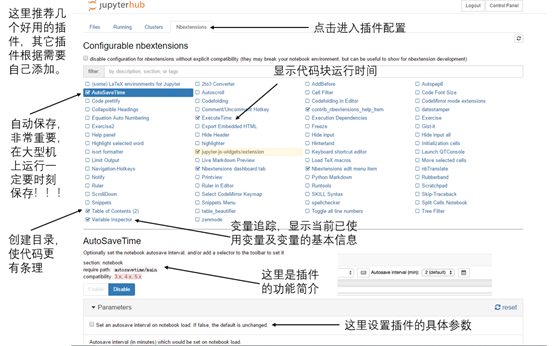 这里推荐几
个好用的插
件，其它插
件根据需要
自己添加。
jupyterhub
Logout
Control Panel
Files
Running
Clusters
Nbextensions
点击进入插件配置
Configurable nbextensions
disable configuration for nbextensions without explicit compatibility (they may break your notebook environment, but can be useful to show for nbextension development)
filter: by description, section, or tags
显示代码块运行时间
(some) LaTeX environments for Jupyter
2to3 Converter
AddBefore
Autopep8
AutoSaveTime
Autoscroll
Cell Filter
Code Font Size
Code prettify
Codefolding
Codefolding in Editor
CodeMirror mode extensions
Collapsible Headings
Comment/Uncomment Hotkey
contrib_nbextensions_help_item
datestamper
Equation Auto Numbering
ExecuteTime
Execution Dependencies
Exercise
Exercise2
Export Embedded HTML
Freeze
Gist-it
Help panel
Hide Header
Hide input
Hide input all
Highlight selected word
highlighter
Hinterland
Initialization cells
isort formatter
jupyter-js-widgets/extension
Keyboard shortcut editor
Launch QTConsole
Limit Output
Live Markdown Preview
Load TeX macros
Move selected cells
Navigation-Hotkeys
Nbextensions dashboard tab
Nbextensions edit menu item
nbTranslate
Notify
Printview
Python Markdown
Rubberband
Ruler
Ruler in Editor
Runtools
Scratchpad
ScrollDown
Select CodeMirror Keymap
SKILL Syntax
Skip-Traceback
Snippets
Snippets Menu
spellchecker
Split Cells Notebook
Table of Contents (2)
table_beautifier
Toggle all line numbers
Tree Filter
Variable Inspector
zenmode
自动保存，
非常重要，
在大型机
上运行一
定要时刻
保存！！！
变量追踪，显示当前已使
用变量及变量的基本信息
创建目录，
使代码更
有条理
AutoSaveTime
Optionally set the notebook autosave interval, and/or add a selector to the toolbar to set it
section: notebook
require path: autosavetime/main
compatibility: 3.x, 4.x, 5.x
Enable
Disable
这里是插件
的功能简介
Autosave interval (min):
2 (default)
Parameters
reset
Set an autosave interval on notebook load. If false, the default is unchanged.
这里设置插件的具体参数
Autosave interval (in minutes) which would be set on notebook load.